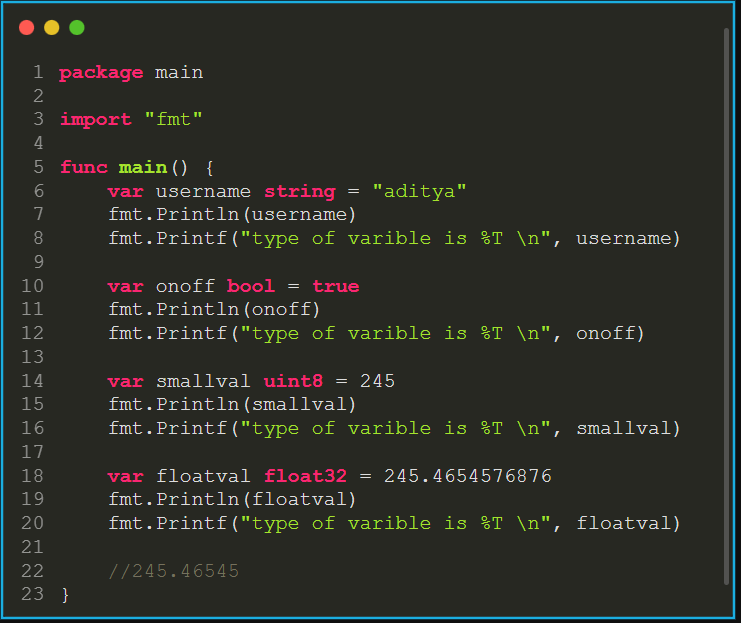 1 package main
2
3 import "fmt"
4
5 func main() {
6     var username string = "aditya"
7     fmt.Println(username)
8     fmt.Printf("type of varible is %T \n", username)
9
10     var onoff bool = true
11     fmt.Println(onoff)
12     fmt.Printf("type of varible is %T \n", onoff)
13
14     var smallval uint8 = 245
15     fmt.Println(smallval)
16     fmt.Printf("type of varible is %T \n", smallval)
17
18     var floatval float32 = 245.4654576876
19     fmt.Println(floatval)
20     fmt.Printf("type of varible is %T \n", floatval)
21
22     //245.46545
23 }